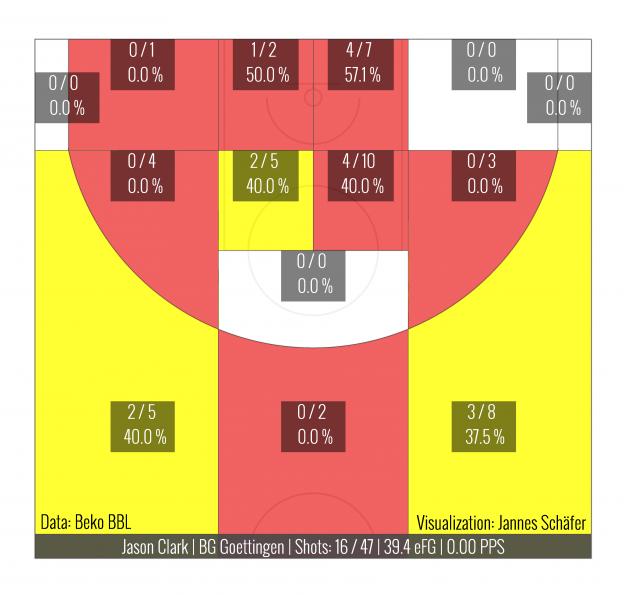 0 / 1
0.0 %
1 / 2
50.0 %
4 / 7
57.1 %
0 / 0
0.0 %
0 / 0
0.0 %
0 / 0
0.0 %
0 / 4
0.0 %
2 / 5
40.0 %
4 / 10
40.0 %
0 / 3
0.0 %
0 / 0
0.0 %
2 / 5
40.0 %
0 / 2
0.0 %
3 / 8
37.5 %
Data: Beko BBL
Visualization: Jannes Schäfer
Jason Clark | BG Goettingen | Shots: 16 / 47 | 39.4 eFG | 0.00 PPS